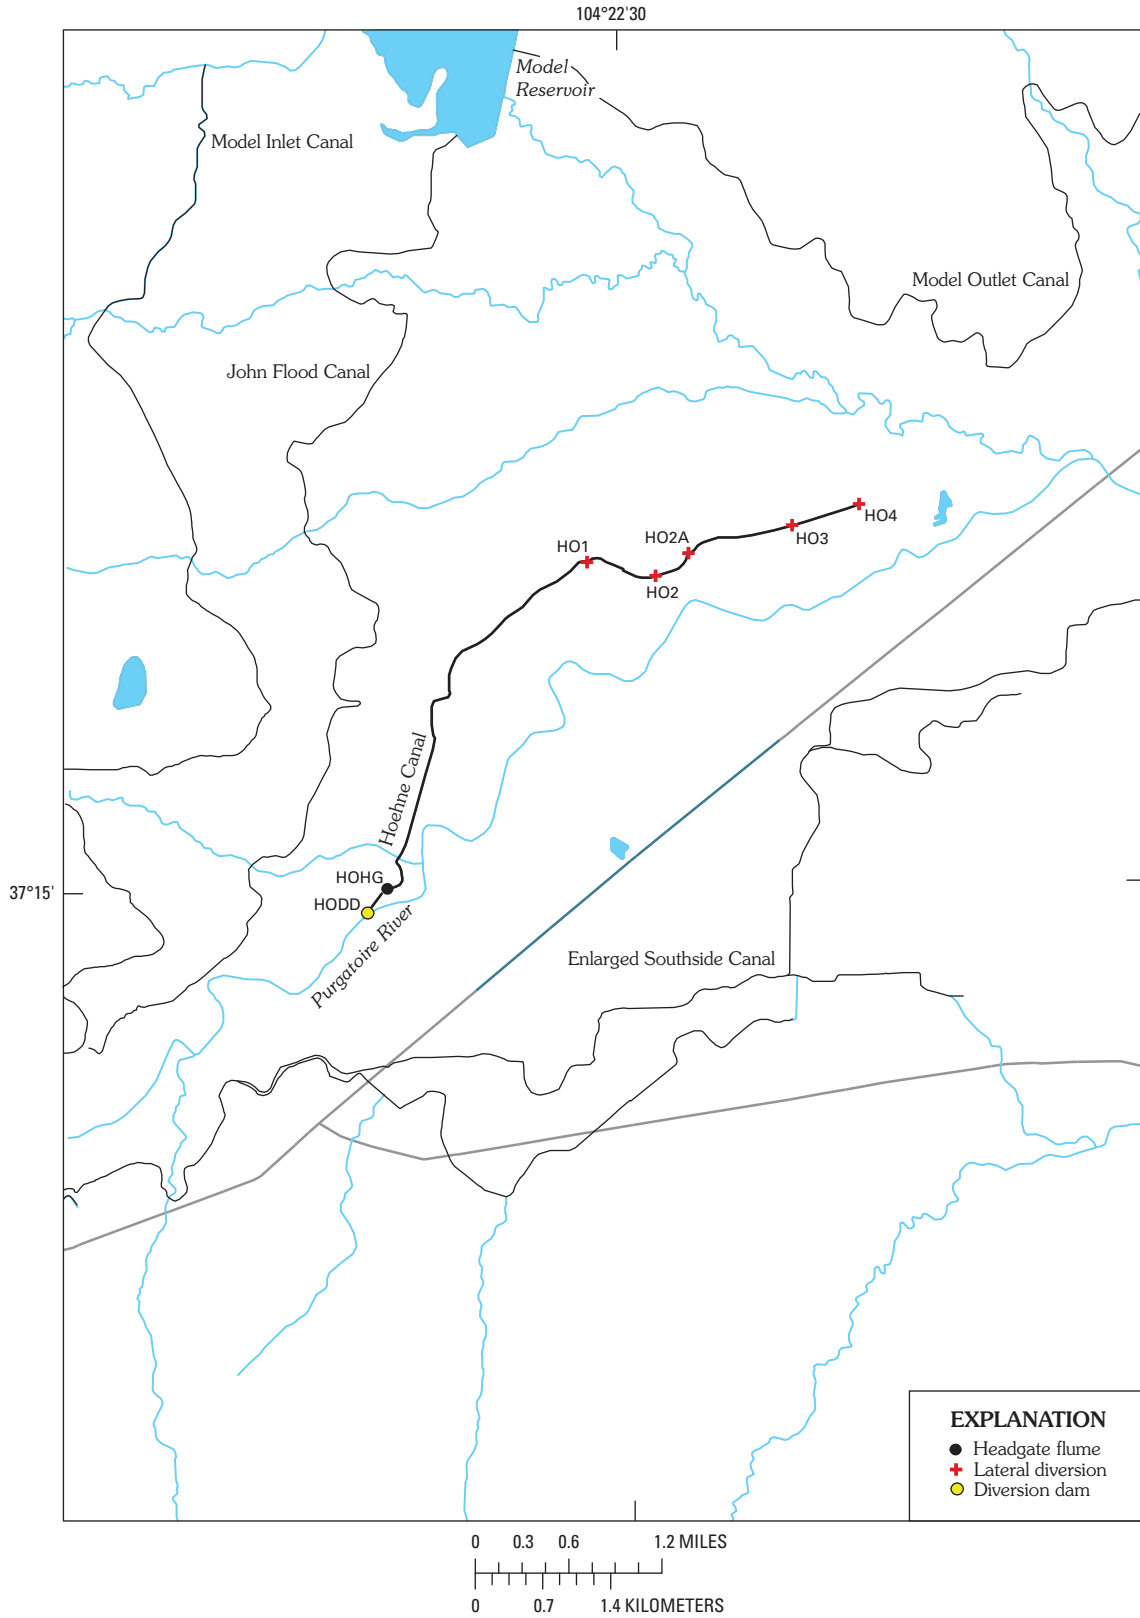 104°22'30
Model
Reservoir
Model Inlet Canal
Model Outlet Canal
John Flood Canal
HO4
HO3
HO2A
HO1
HO2
Hoehne Canal
HOHG
37°15'
HODD
Purgatoire River
Enlarged Southside Canal
EXPLANATION
Headgate flume
Lateral diversion
Diversion dam
0 0.3 0.6 1.2 MILES
0 0.7 1.4 KILOMETERS